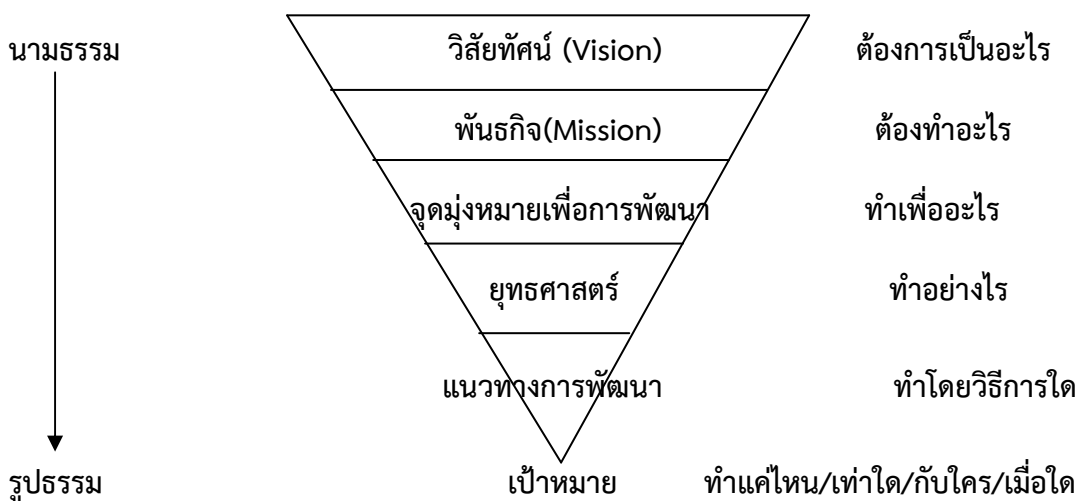 นามธรรม วิสัยทัศน์ (Vision) ต้องการเป็นอะไร
พันธกิจ(Mission) ต้องทำอะไร
จุดมุ่งหมายเพื่อการพัฒนา ทำเพื่ออะไร
ยุทธศาสตร์ ทำอย่างไร
แนวทางการพัฒนา ทำโดยวิธีการใด
รูปธรรม เป้าหมาย ทำแค่ไหน/เท่าใด/กับใคร/เมื่อใด